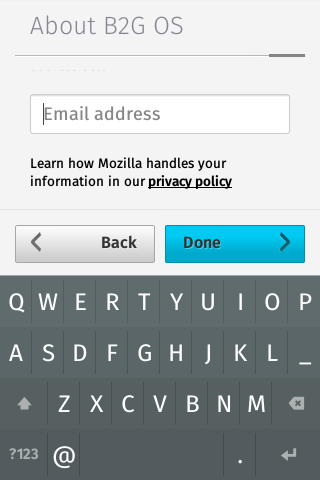 About B2G OS
Email address
Learn how Mozilla handles your
information in our privacy policy
Back Done
Q W E R T Y U I O P
A S D F G H J K L _
Z X C V B N M
?123 @ .